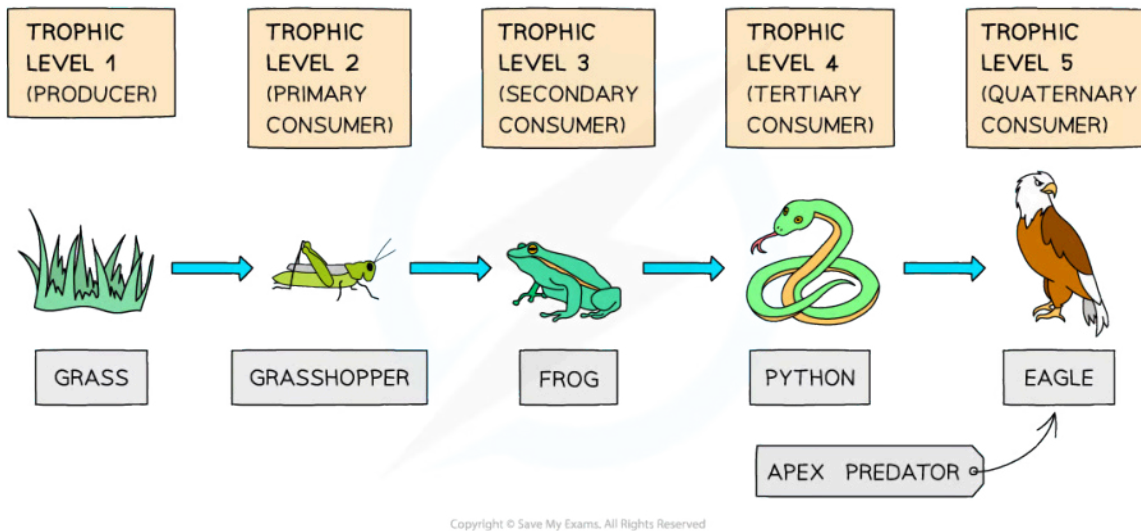 TROPHIC
LEVEL 1
(PRODUCER)
TROPHIC
LEVEL 2
(PRIMARY
CONSUMER)
TROPHIC
LEVEL 3
(SECONDARY
CONSUMER)
TROPHIC
LEVEL 4
(TERTIARY
CONSUMER)
TROPHIC
LEVEL 5
(QUATERNARY
CONSUMER)
GRASS
GRASSHOPPER
FROG
PYTHON
EAGLE
APEX PREDATOR
Copyright © Save My Exams. All Rights Reserved